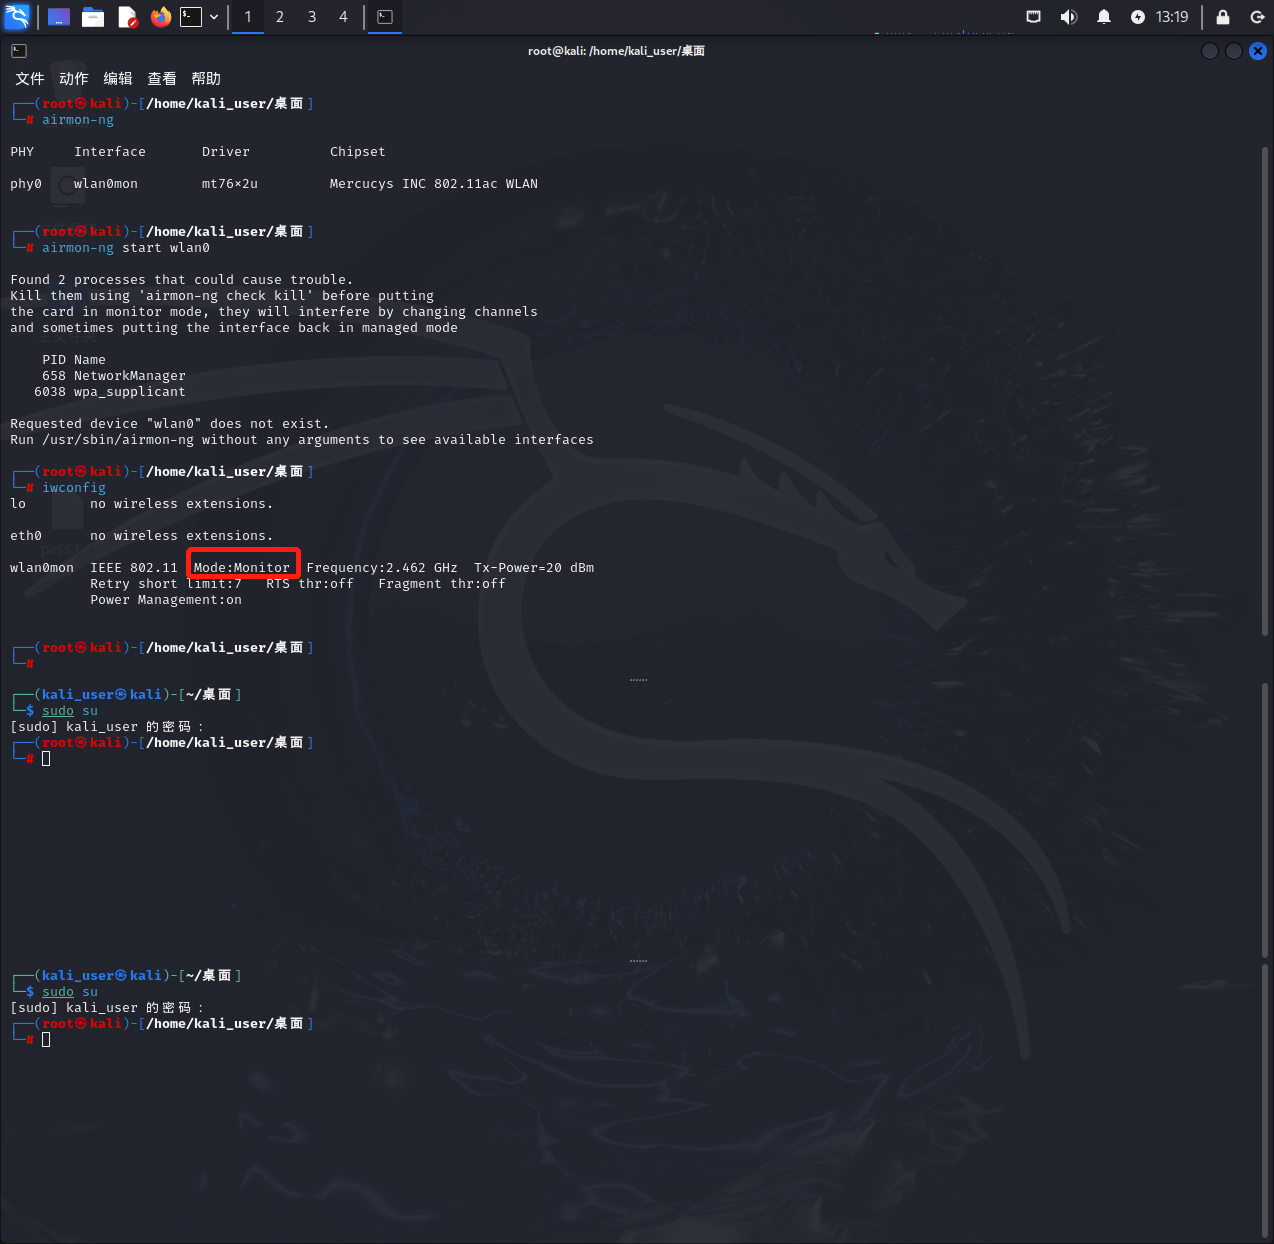 1 2 3 4 13:19
root@kali: /home/kali_user/桌面
文件 动作 编辑 查看 帮助
┌──(root㉿kali)-[/home/kali_user/桌面]
└─# airmon-ng
PHY Interface Driver Chipset
phy0 wlan0mon mt76×2u Mercucys INC 802.11ac WLAN
┌──(root㉿kali)-[/home/kali_user/桌面]
└─# airmon-ng start wlan0
Found 2 processes that could cause trouble.
Kill them using 'airmon-ng check kill' before putting
the card in monitor mode, they will interfere by changing channels
and sometimes putting the interface back in managed mode
PID Name
658 NetworkManager
6038 wpa_supplicant
Requested device "wlan0" does not exist.
Run /usr/sbin/airmon-ng without any arguments to see available interfaces
┌──(root㉿kali)-[/home/kali_user/桌面]
└─# iwconfig
lo no wireless extensions.
eth0 no wireless extensions.
wlan0mon IEEE 802.11 Mode:Monitor Frequency:2.462 GHz Tx-Power=20 dBm
Retry short limit:7 RTS thr:off Fragment thr:off
Power Management:on
┌──(root㉿kali)-[/home/kali_user/桌面]
└─#
┌──(kali_user㉿kali)-[~/桌面]
└─$ sudo su
[sudo] kali_user 的密码：
┌──(root㉿kali)-[/home/kali_user/桌面]
└─#
┌──(kali_user㉿kali)-[~/桌面]
└─$ sudo su
[sudo] kali_user 的密码：
┌──(root㉿kali)-[/home/kali_user/桌面]
└─#